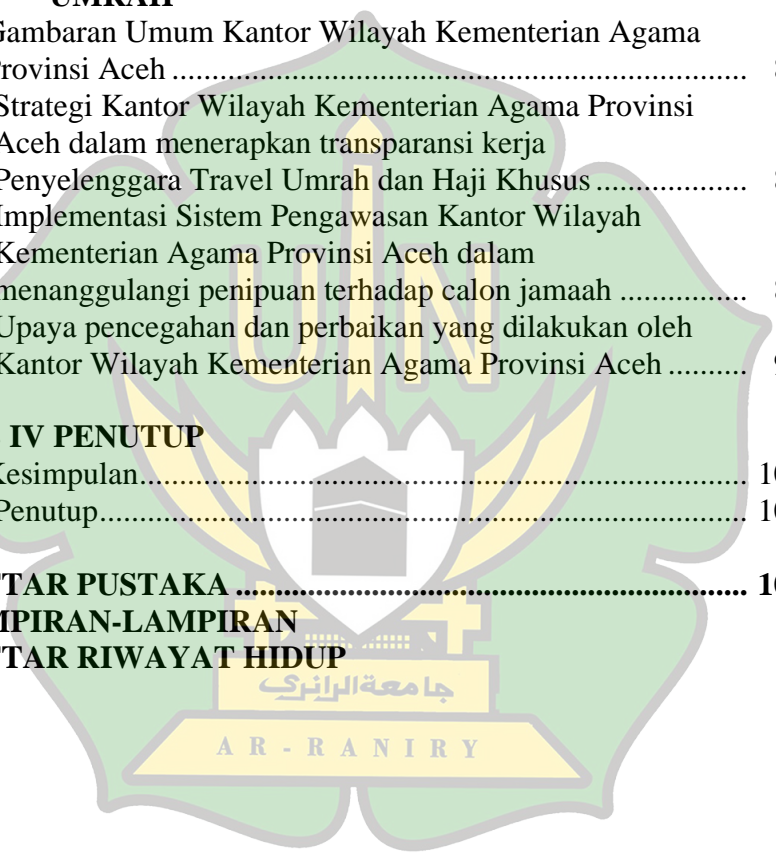 UMRAH
Gambaran Umum Kantor Wilayah Kementerian Agama
Provinsi Aceh ................................................................
Strategi Kantor Wilayah Kementerian Agama Provinsi
Aceh dalam menerapkan transparansi kerja
Penyelenggara Travel Umrah dan Haji Khusus .................
Implementasi Sistem Pengawasan Kantor Wilayah
Kementerian Agama Provinsi Aceh dalam
menanggulangi penipuan terhadap calon jamaah ..............
Upaya pencegahan dan perbaikan yang dilakukan oleh
Kantor Wilayah Kementerian Agama Provinsi Aceh ..........
IV PENUTUP
Kesimpulan....................................................................
Penutup.........................................................................
TAR PUSTAKA .........................................................
MPIRAN-LAMPIRAN
TAR RIWAYAT HIDUP
UIN
جامعة الرانري
AR - RANIRY